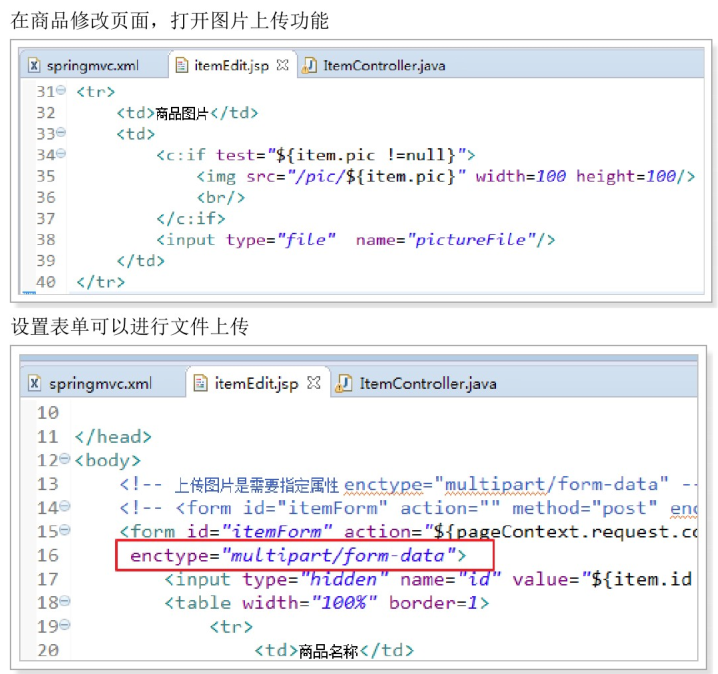 在商品修改页面，打开图片上传功能
springmvc.xml itemEdit.jsp ItemController.java
31 <tr>
32 <td>商品图片</td>
33 <td>
34 <c:if test="${item.pic !=null}">
35 <img src="/pic/${item.pic}" width=100 height=100/>
36 <br/>
37 </c:if>
38 <input type="file"  name="pictureFile"/>
39 </td>
40 </tr>
设置表单可以进行文件上传
springmvc.xml itemEdit.jsp ItemController.java
10
11 </head>
12 <body>
13 <!-- 上传图片是需要指定属性 enctype="multipart/form-data" --
14 <!-- <form id="itemForm" action="" method="post" enc
15 <form id="itemForm" action="${pageContext.request.co
16 enctype="multipart/form-data">
17 <input type="hidden" name="id" value="${item.id
18 <table width="100%" border=1>
19 <tr>
20 <td>商品名称</td>